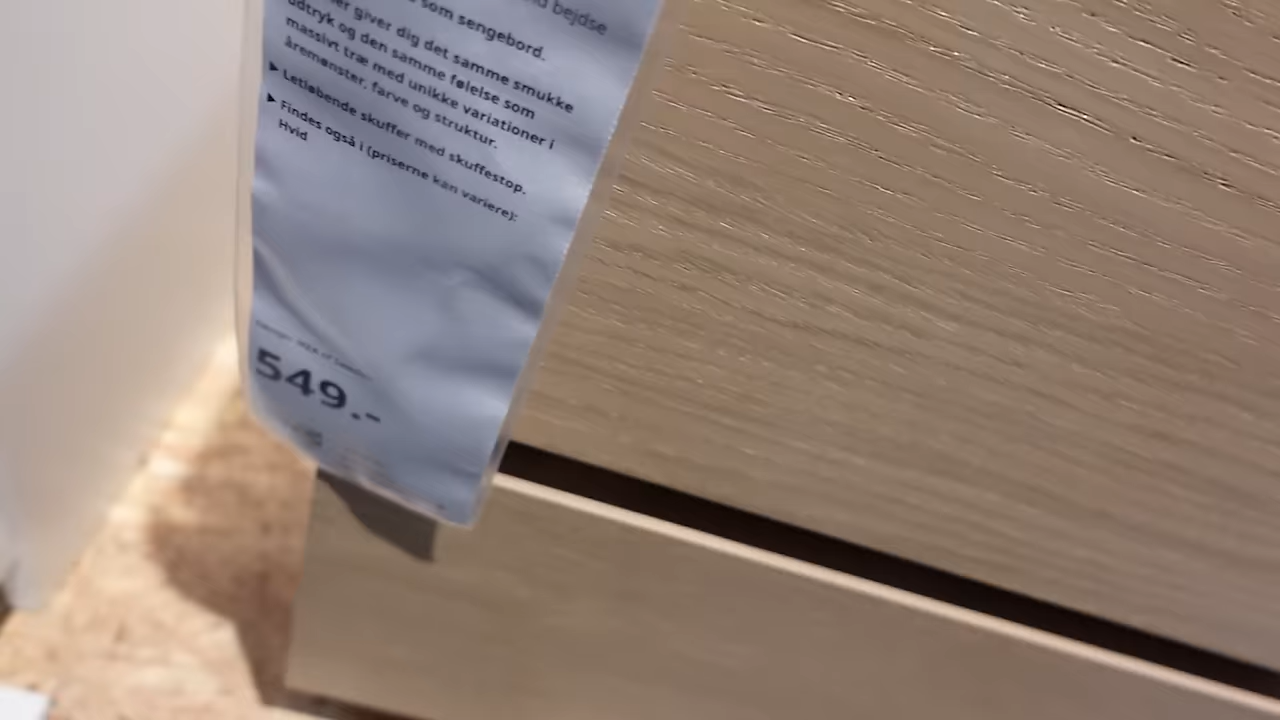 bejdse
som sengebord.
giver dig det samme smukke
udtryk og den samme følelse som
massivt træ med unikke variationer i
åremønster, farve og struktur.
▶ Letløbende skuffer med skuffestop.
▶ Findes også i (priserne kan variere):
Hvid
549.-